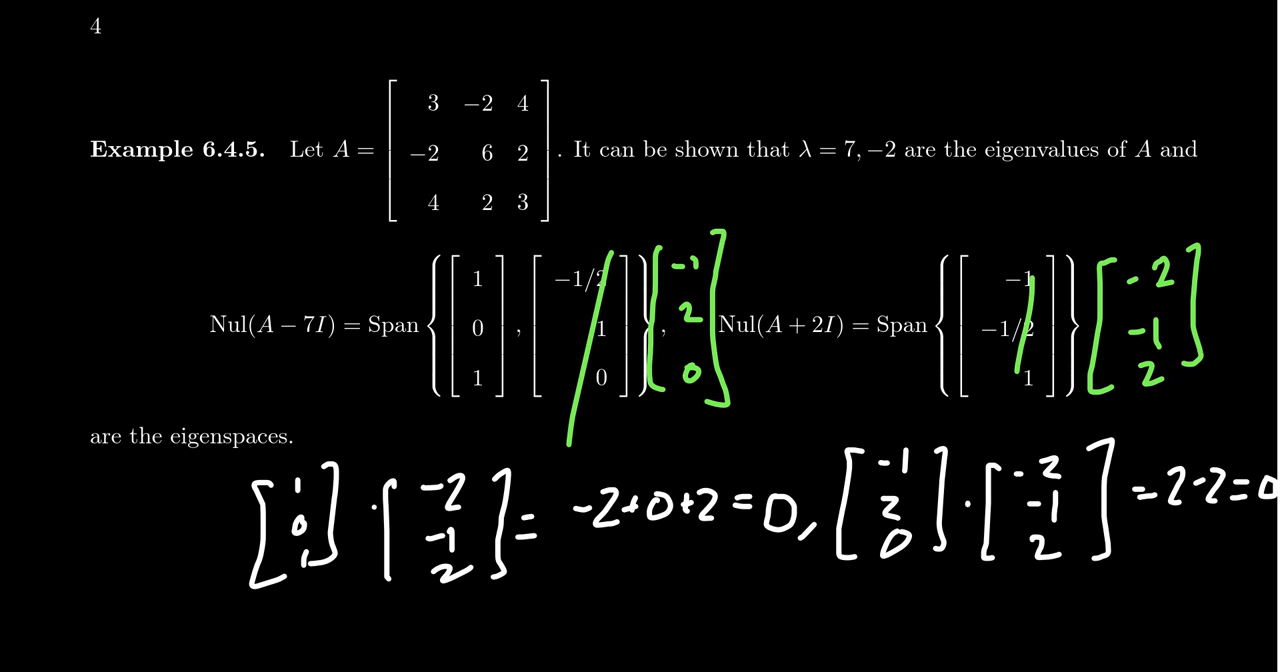 4
Example 6.4.5. Let A = [ 3 −2 4
−2 6 2
4 2 3 ] . It can be shown that λ = 7, −2 are the eigenvalues of A and
Nul(A − 7I) = Span { [ 1 0 1 ] , [ −1/2 1 0 ] } [ -1 2 0 ] , Nul(A + 2I) = Span { [ −1 −1/2 1 ] } [ -2 -1 2 ]
are the eigenspaces.
[ 1 0 1 ] · [ -2 -1 2 ] = -2+0+2 = 0, [ -1 2 0 ] · [ -2 -1 2 ] = 2-2=0